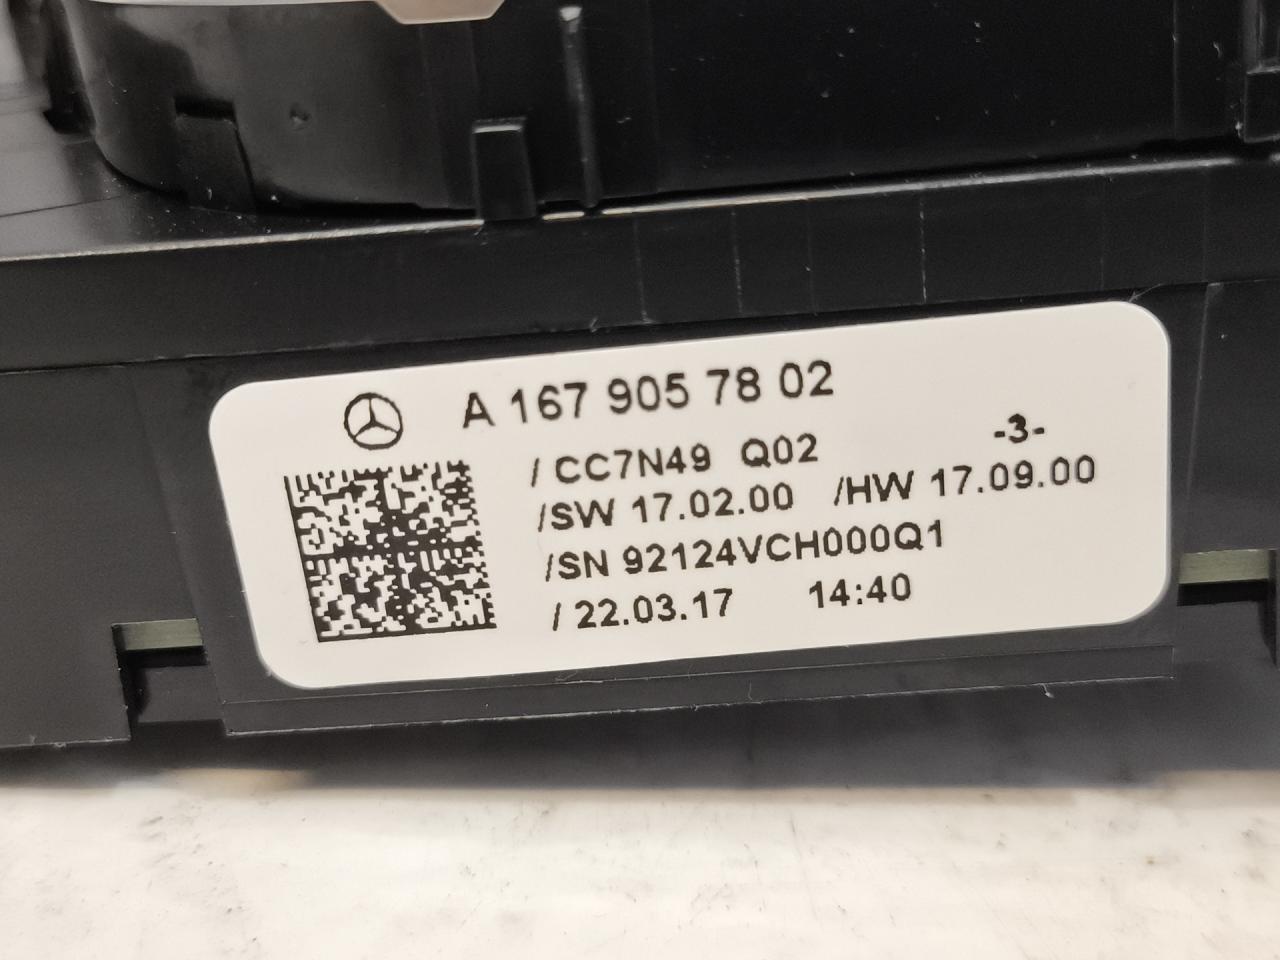 A 167 905 78 02
/ CC7N49 Q02 -3-
/SW 17.02.00 /HW 17.09.00
/SN 92124VCH000Q1
/ 22.03.17 14:40